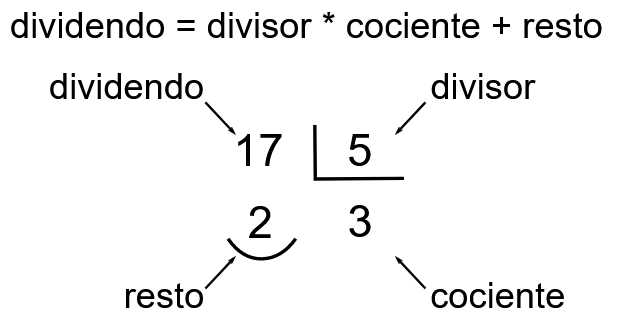 dividendo = divisor * cociente + resto
dividendo divisor
17 5
2 3
resto cociente